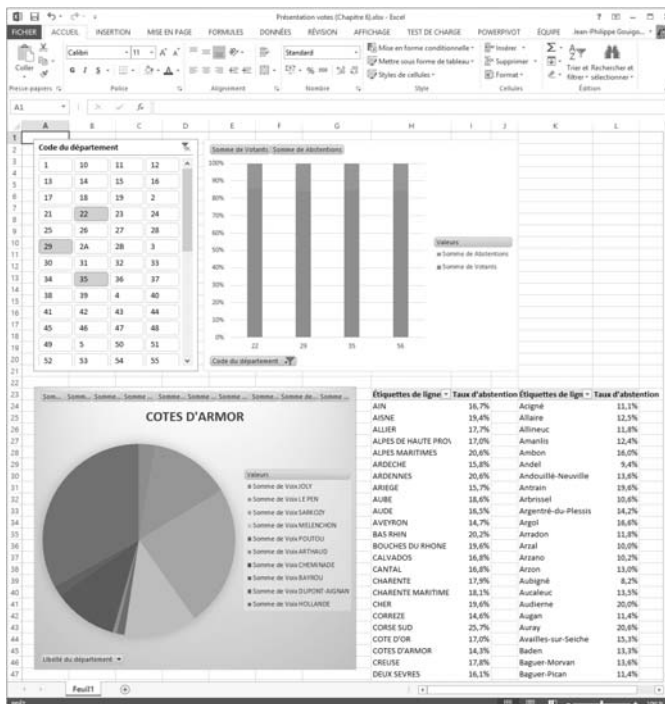 Présentation votes (Chapitre 6).xlsx - Excel
FICHIER ACCUEIL INSERTION MISE EN PAGE FORMULES DONNÉES RÉVISION AFFICHAGE TEST DE CHARGE POWERPIVOT ÉQUIPE Jean-Philippe Gouigo...
Coller
Calibri 11
G I S
Standard
Mise en forme conditionnelle
Mettre sous forme de tableau
Styles de cellules
Insérer
Supprimer
Format
Trier et filtrer
Rechercher et sélectionner
Presse-papiers Police Alignement Nombre Style Cellules Édition
A1 fx
A B C D E F G H I J K L
Code du département
1 10 11 12
13 14 15 16
17 18 19 2
21 22 23 24
25 26 27 28
29 2A 2B 3
30 31 32 33
34 35 36 37
38 39 4 40
41 42 43 44
45 46 47 48
49 5 50 51
52 53 54 55
Somme de Votants Somme de Abstentions
100%
90%
80%
70%
60%
50%
40%
30%
20%
10%
0%
22 29 35 56
Code du département
Valeurs
Somme de Abstentions
Somme de Votants
COTES D'ARMOR
Valeurs
Somme de Voix JOLY
Somme de Voix LE PEN
Somme de Voix SARKOZY
Somme de Voix MELENCHON
Somme de Voix POUTOU
Somme de Voix ARTHAUD
Somme de Voix CHEMINADE
Somme de Voix BAYROU
Somme de Voix DUPONT-AIGNAN
Somme de Voix HOLLANDE
Libellé du département
Étiquettes de ligne Taux d'abstention Étiquettes de lign Taux d'abstention
AIN 16,7% Acigné 11,1%
AISNE 19,4% Allaire 12,5%
ALLIER 17,7% Allineuc 11,8%
ALPES DE HAUTE PROV 17,0% Amanlis 12,4%
ALPES MARITIMES 20,6% Ambon 16,0%
ARDECHE 15,8% Andel 9,4%
ARDENNES 20,6% Andouillé-Neuville 13,6%
ARIEGE 15,7% Antrain 19,6%
AUBE 18,6% Arbrissel 10,6%
AUDE 16,5% Argentré-du-Plessis 14,2%
AVEYRON 14,7% Argol 16,6%
BAS RHIN 20,2% Arradon 11,8%
BOUCHES DU RHONE 19,6% Arzal 10,0%
CALVADOS 16,8% Arzano 10,2%
CANTAL 16,8% Arzon 13,0%
CHARENTE 17,9% Aubigné 8,2%
CHARENTE MARITIME 18,1% Aucaleuc 13,5%
CHER 19,6% Audierne 20,0%
CORREZE 14,6% Augan 11,4%
CORSE SUD 25,7% Auray 20,6%
COTE D'OR 17,0% Availles-sur-Seiche 15,3%
COTES D'ARMOR 14,3% Baden 13,3%
CREUSE 17,8% Baguer-Morvan 13,6%
DEUX SEVRES 16,1% Baguer-Pican 11,4%
Feuil1